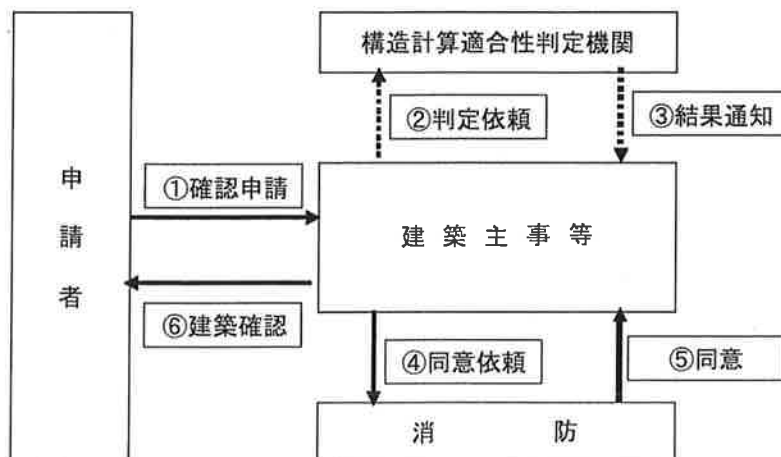 構造計算適合性判定機関
②判定依頼
③結果通知
申請者
①確認申請
建築主事等
⑥建築確認
④同意依頼
⑤同意
消防